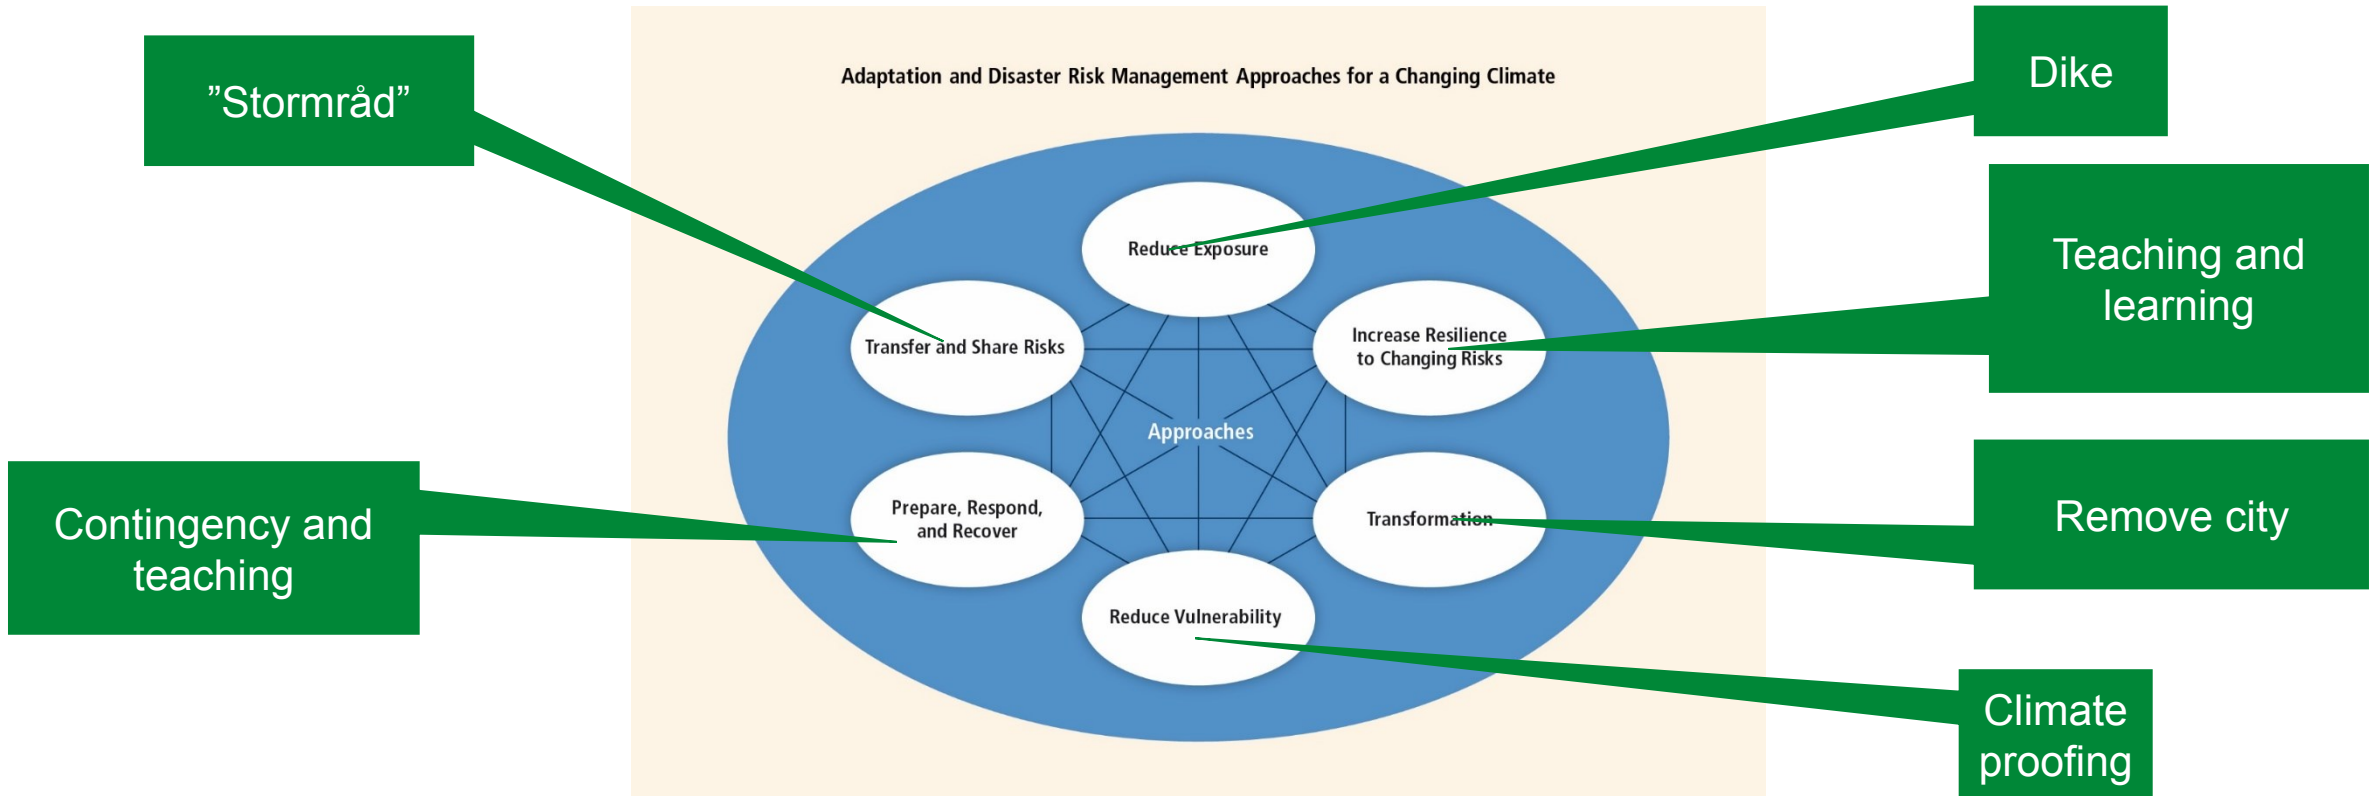 Adaptation and Disaster Risk Management Approaches for a Changing Climate
”Stormråd”
Dike
Teaching and
learning
Reduce Exposure
Transfer and Share Risks
Increase Resilience
to Changing Risks
Approaches
Contingency and
teaching
Prepare, Respond,
and Recover
Transformation
Remove city
Reduce Vulnerability
Climate
proofing